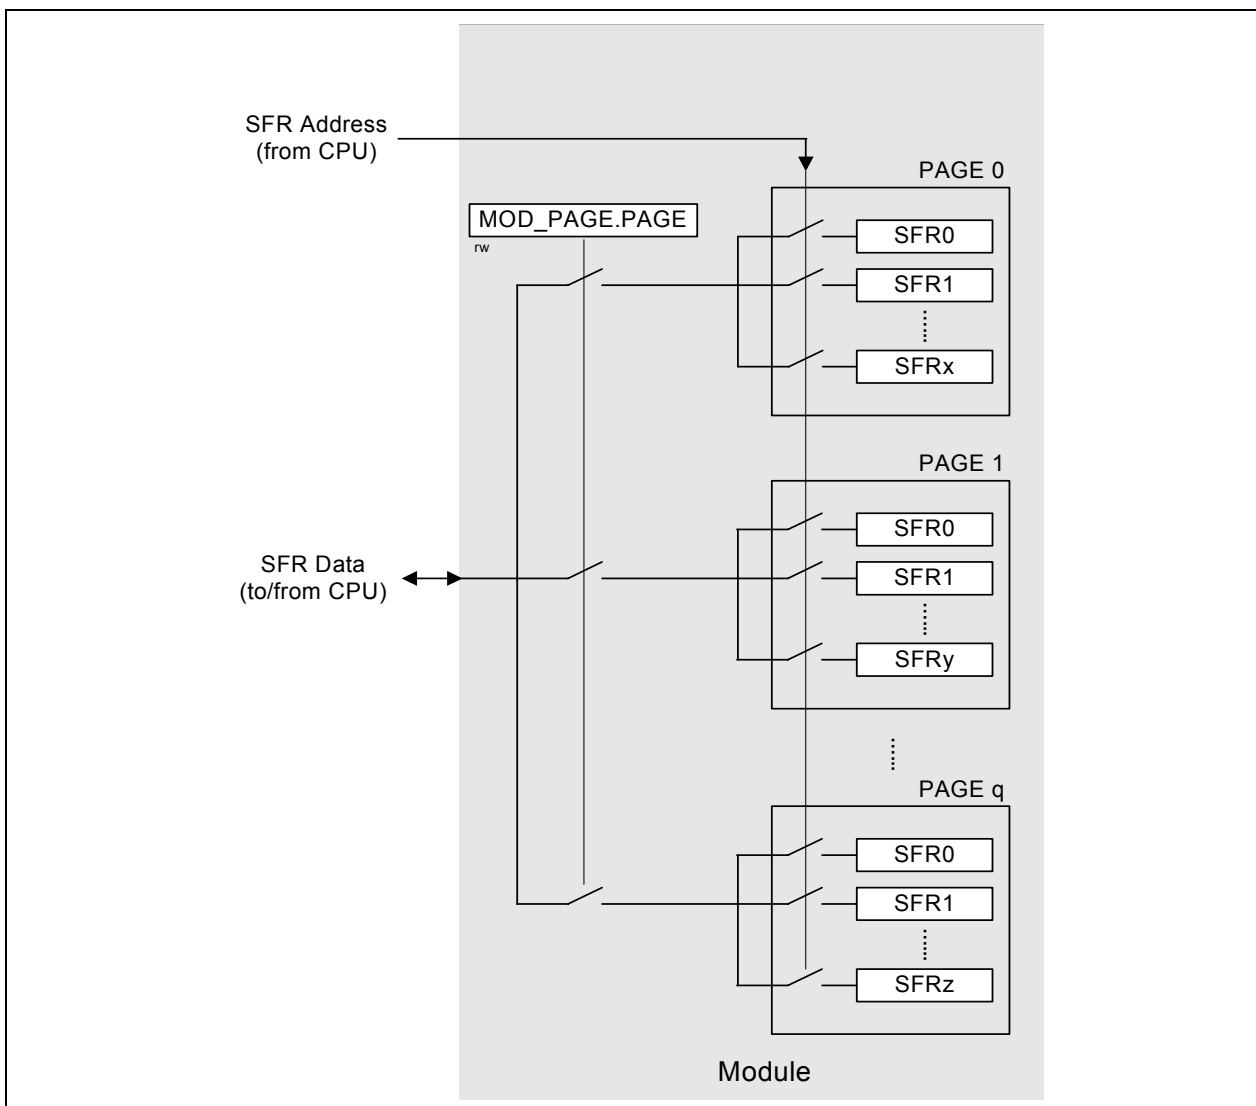 SFR Address
(from CPU)
PAGE 0
MOD_PAGE.PAGE
rw
SFR0
SFR1
SFRx
PAGE 1
SFR0
SFR1
SFRy
SFR Data
(to/from CPU)
PAGE q
SFR0
SFR1
SFRz
Module